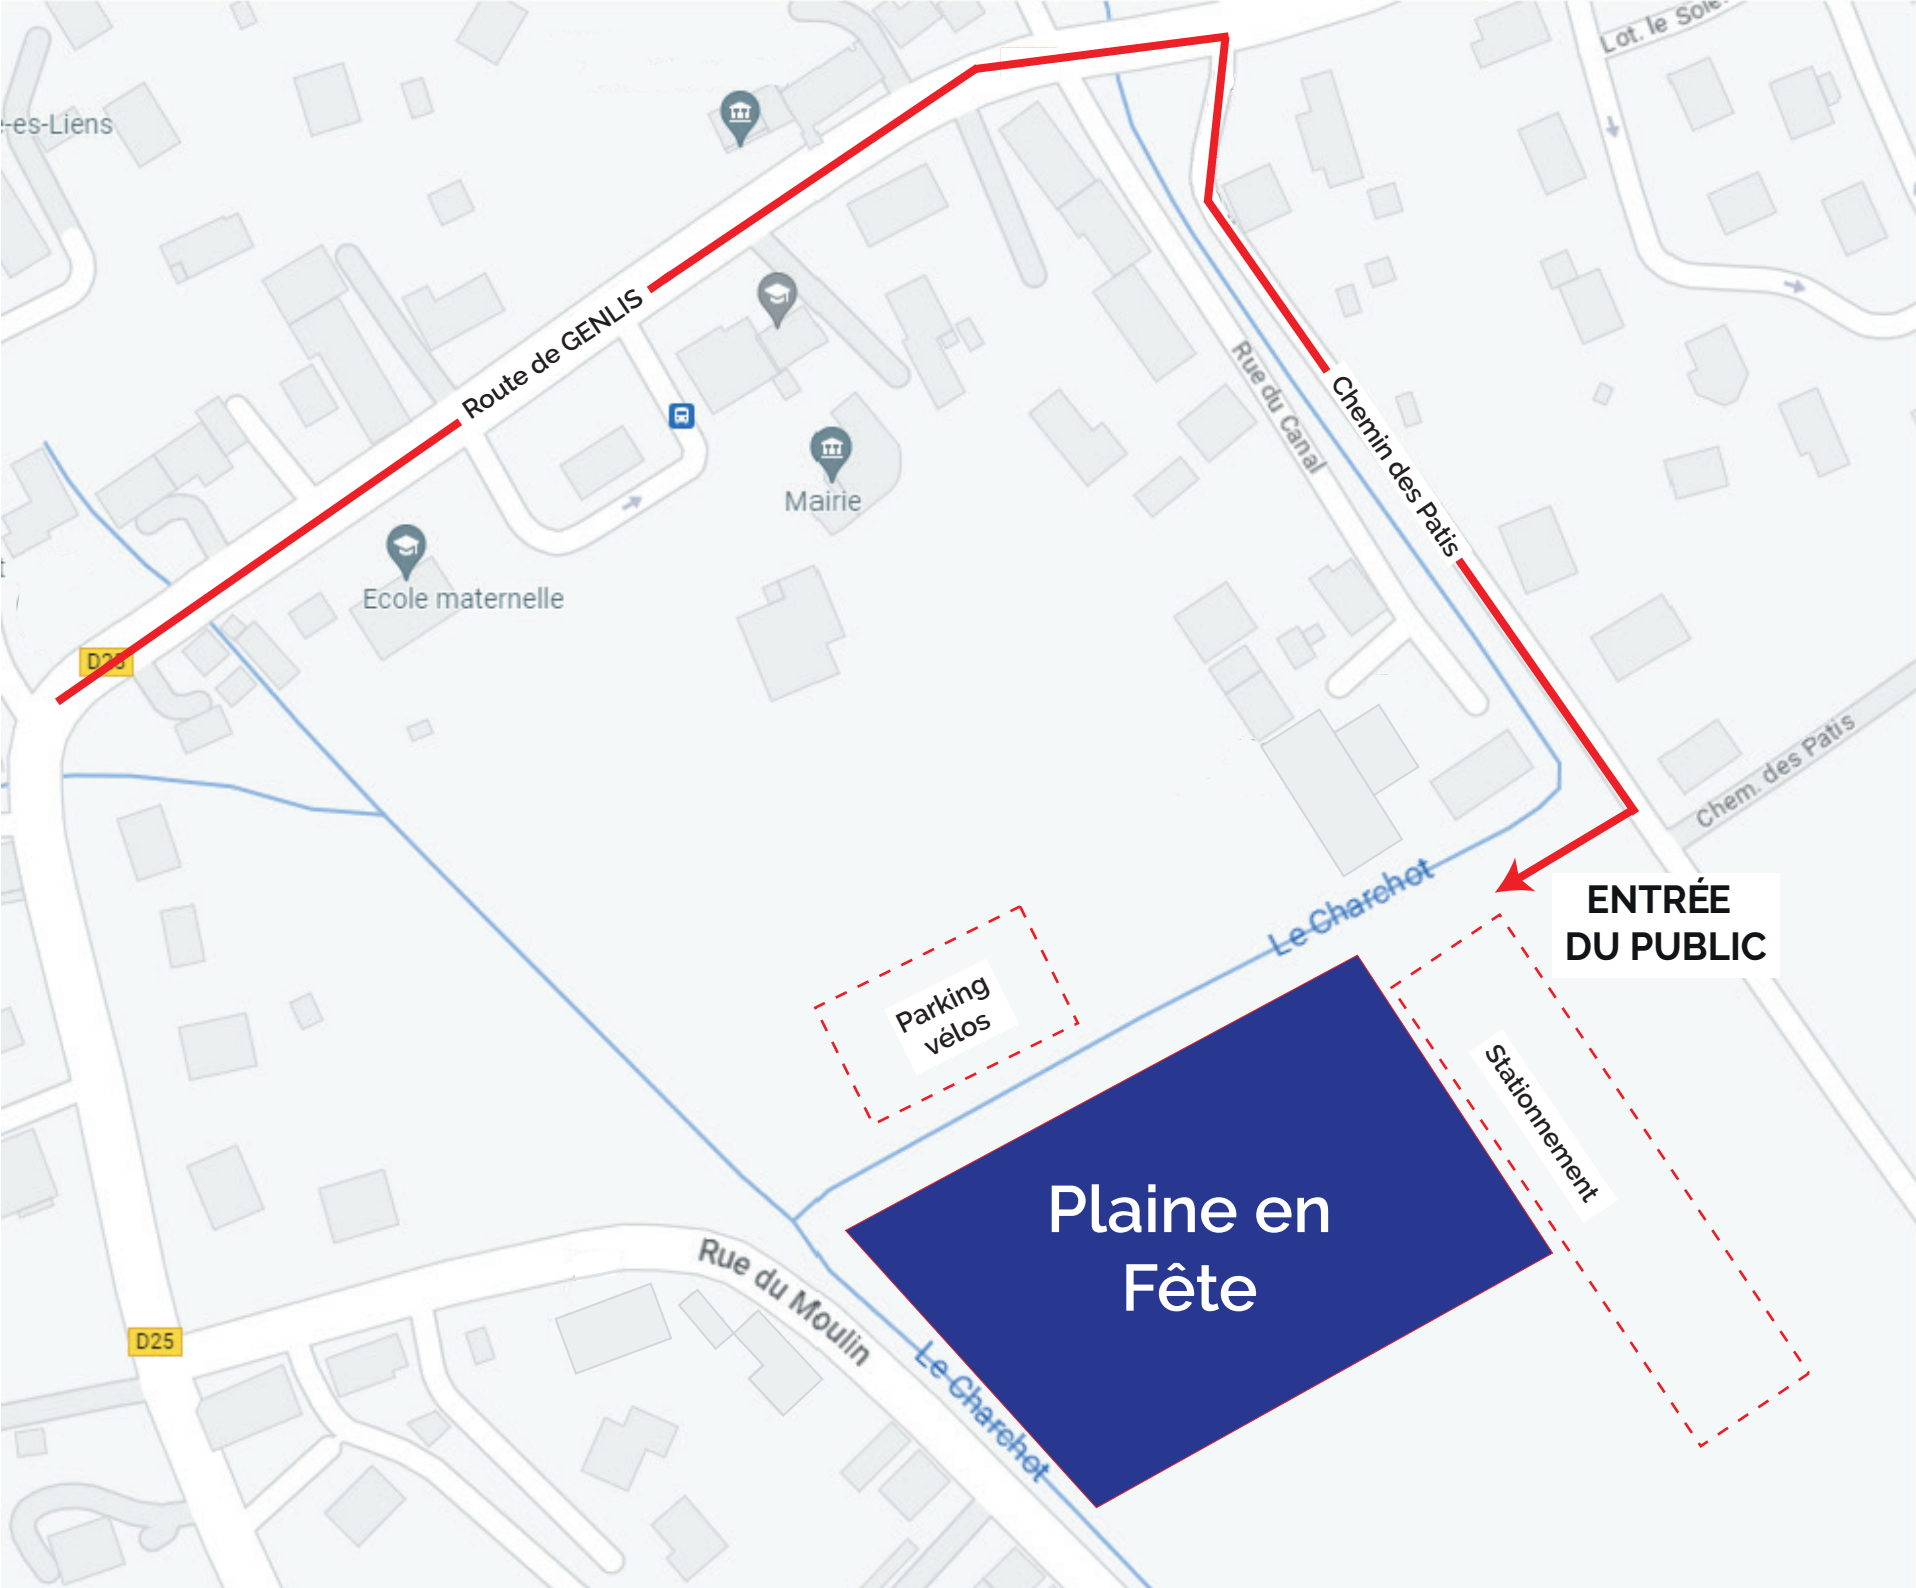 Lot. le Sole
-es-Liens
Route de GENLIS
Rue du Canal
Chemin des Patis
Mairie
Ecole maternelle
D25
Chem. des Patis
Le Charchot
ENTRÉE
DU PUBLIC
Parking
vélos
Stationnement
Plaine en
Fête
Rue du Moulin
D25
Le Charchot